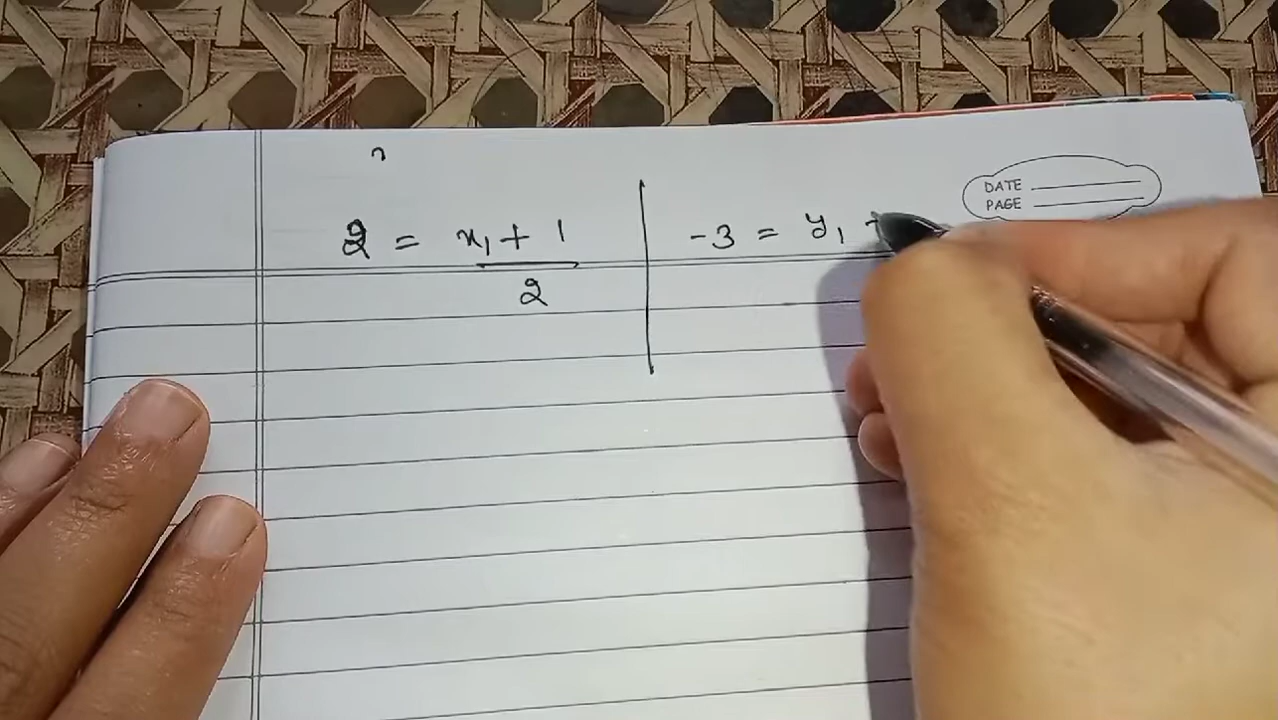 DATE
PAGE
2 = x₁ + 1 | -3 = y₁ +
2